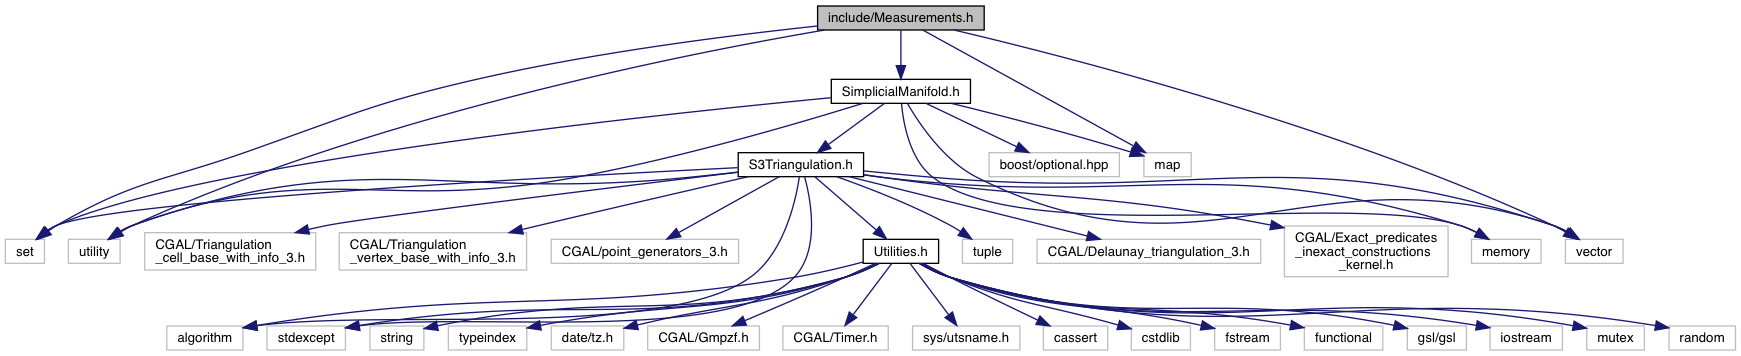 include/Measurements.h
SimplicialManifold.h
S3Triangulation.h
boost/optional.hpp
map
set
utility
CGAL/Triangulation
_cell_base_with_info_3.h
CGAL/Triangulation
_vertex_base_with_info_3.h
CGAL/point_generators_3.h
Utilities.h
tuple
CGAL/Delaunay_triangulation_3.h
CGAL/Exact_predicates
_inexact_constructions
_kernel.h
memory
vector
algorithm
stdexcept
string
typeindex
date/tz.h
CGAL/Gmpzf.h
CGAL/Timer.h
sys/utsname.h
cassert
cstdlib
fstream
functional
gsl/gsl
iostream
mutex
random